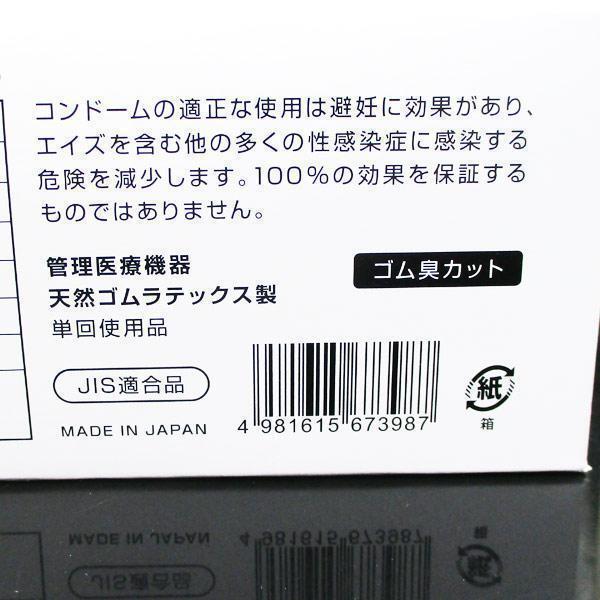 コンドームの適正な使用は避妊に効果があり、
エイズを含む他の多くの性感染症に感染する
危険を減少します。100%の効果を保証する
ものではありません。
管理医療機器
ゴム臭カット
天然ゴムラテックス製
単回使用品
JIS適合品
紙
箱
MADE IN JAPAN
4 981615 673987